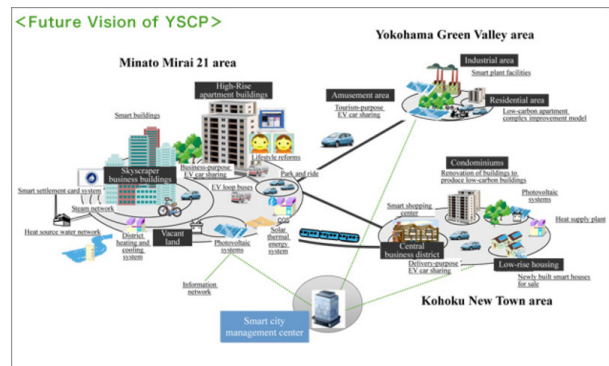 <Future Vision of YSCP>
Yokohama Green Valley area
Minato Mirai 21 area
Industrial area
Smart plant facilities
High-Rise
apartment buildings
Amusement area
Residential area
Tourism-purpose
EV car sharing
Low-carbon apartment
complex improvement model
Smart buildings
Lifestyle reforms
Condominiums
Renovation of buildings to
produce low-carbon buildings
Skyscraper
business buildings
Business-purpose
EV car sharing
Park and ride
Photovoltaic
systems
Smart settlement card system
EV loop buses
Smart shopping
center
Steam network
Heat supply plant
Heat source water network
District
heating and
cooling
system
Vacant
land
Photovoltaic
systems
Solar
thermal
energy
system
Central
business district
Low-rise housing
Delivery-purpose
EV car sharing
Newly built smart houses
for sale
Information
network
Kohoku New Town area
Smart city
management center